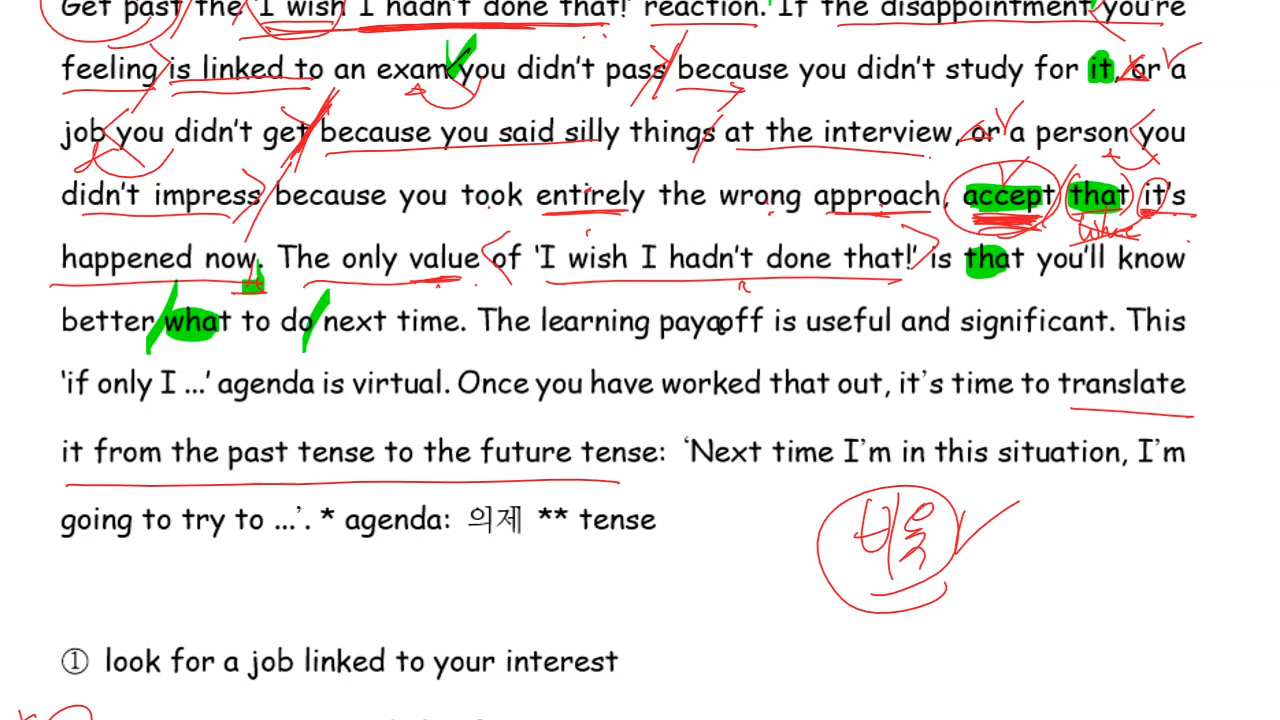 Get past the 'I wish I hadn't done that!' reaction. If the disappointment you're
feeling is linked to an exam you didn't pass because you didn't study for it, or a
job you didn't get because you said silly things at the interview, or a person you
didn't impress because you took entirely the wrong approach, accept that it's
happened now. The only value of 'I wish I hadn't done that!' is that you'll know
better what to do next time. The learning payoff is useful and significant. This
'if only I ...' agenda is virtual. Once you have worked that out, it's time to translate
it from the past tense to the future tense: 'Next time I'm in this situation, I'm
going to try to ...'. * agenda: 의제 ** tense
비유
① look for a job linked to your interest